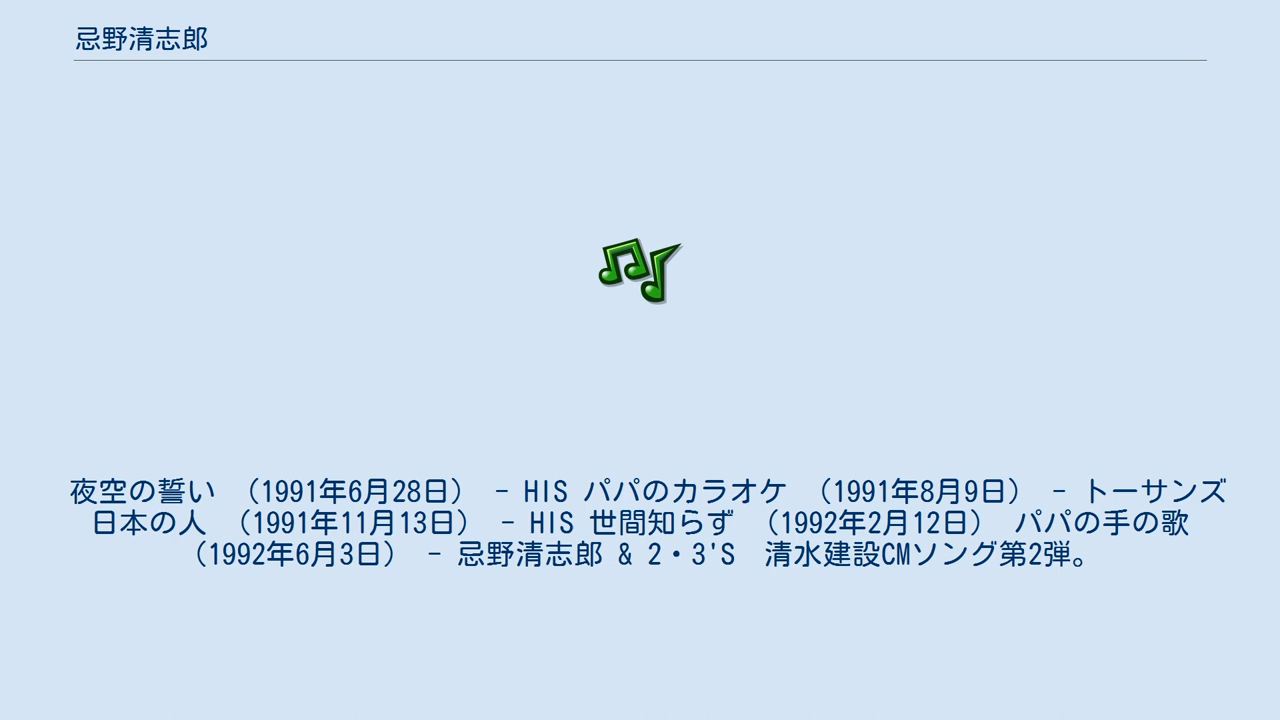 忌野清志郎
夜空の誓い （1991年6月28日） - HIS パパのカラオケ （1991年8月9日） - トーサンズ
日本の人 （1991年11月13日） - HIS 世間知らず （1992年2月12日） パパの手の歌
（1992年6月3日） - 忌野清志郎 & 2・3'S　清水建設CMソング第2弾。